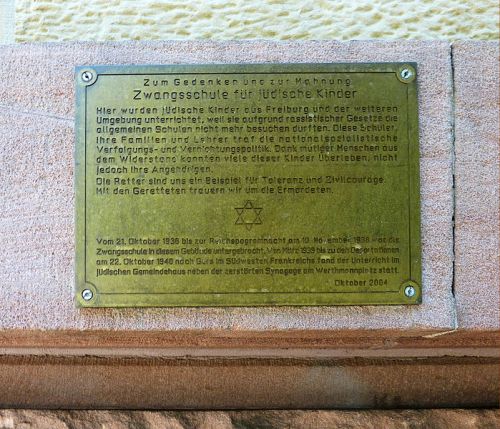 Zum Gedenken und zur Mahnung
Zwangsschule für jüdische Kinder
Hier wurden jüdische Kinder aus Freiburg und der weiteren
Umgebung unterrichtet, weil sie aufgrund rassistischer Gesetze die
allgemeinen Schulen nicht mehr besuchen durften. Diese Schüler,
ihre Familien und Lehrer traf die nationalsozialistische
Verfolgungs- und Vernichtungspolitik. Dank mutiger Menschen aus
dem Widerstand konnten viele dieser Kinder überleben, nicht
jedoch ihre Angehörigen.
Die Retter sind uns ein Beispiel für Toleranz und Zivilcourage.
Mit den Geretteten trauern wir um die Ermordeten.
Vom 21. Oktober 1936 bis zur Reichspogromnacht am 10. November 1938 war die
Zwangsschule in diesem Gebäude untergebracht. Von März 1939 bis zu den Deportationen
am 22. Oktober 1940 nach Gurs im Südwesten Frankreichs fand der Unterricht im
jüdischen Gemeindehaus neben der zerstörten Synagoge am Werthmannplatz statt.
Oktober 2004